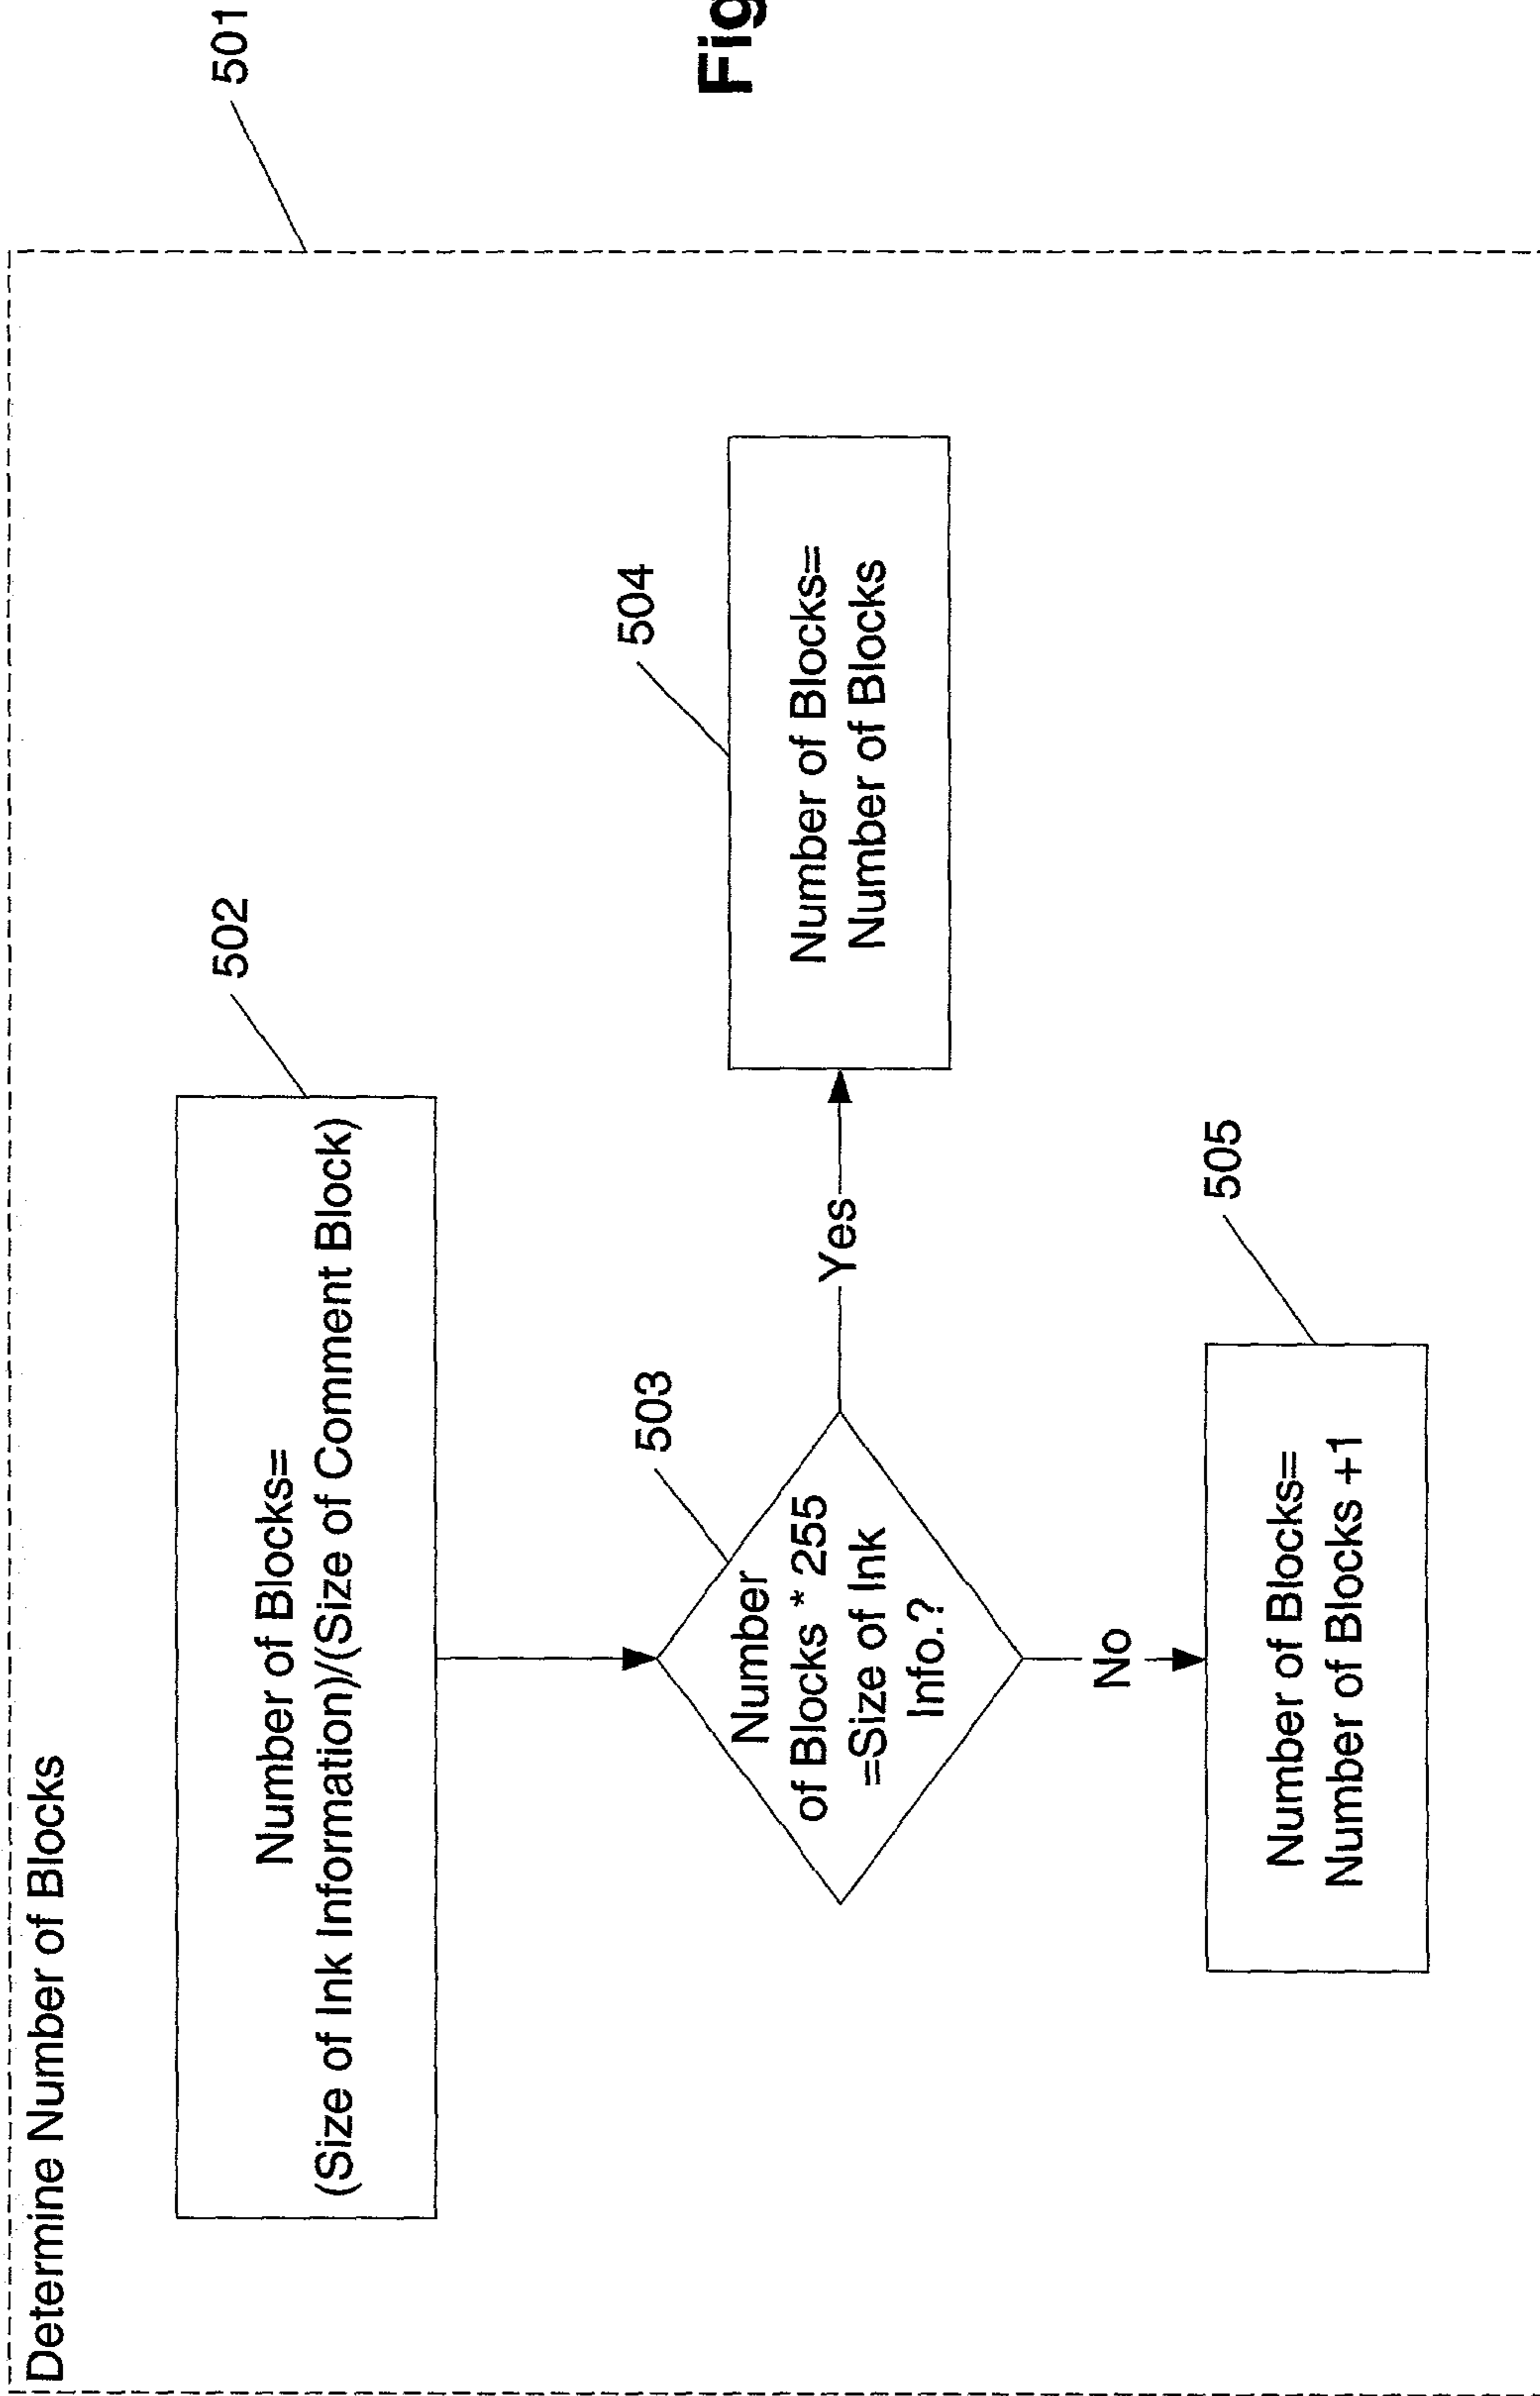 Determine Number of Blocks
501
502
Number of Blocks=
(Size of Ink Information)/(Size of Comment Block)
503
Number
of Blocks * 255
=Size of Ink
Info.?
Yes
504
Number of Blocks=
Number of Blocks
No
505
Number of Blocks=
Number of Blocks +1
Fig